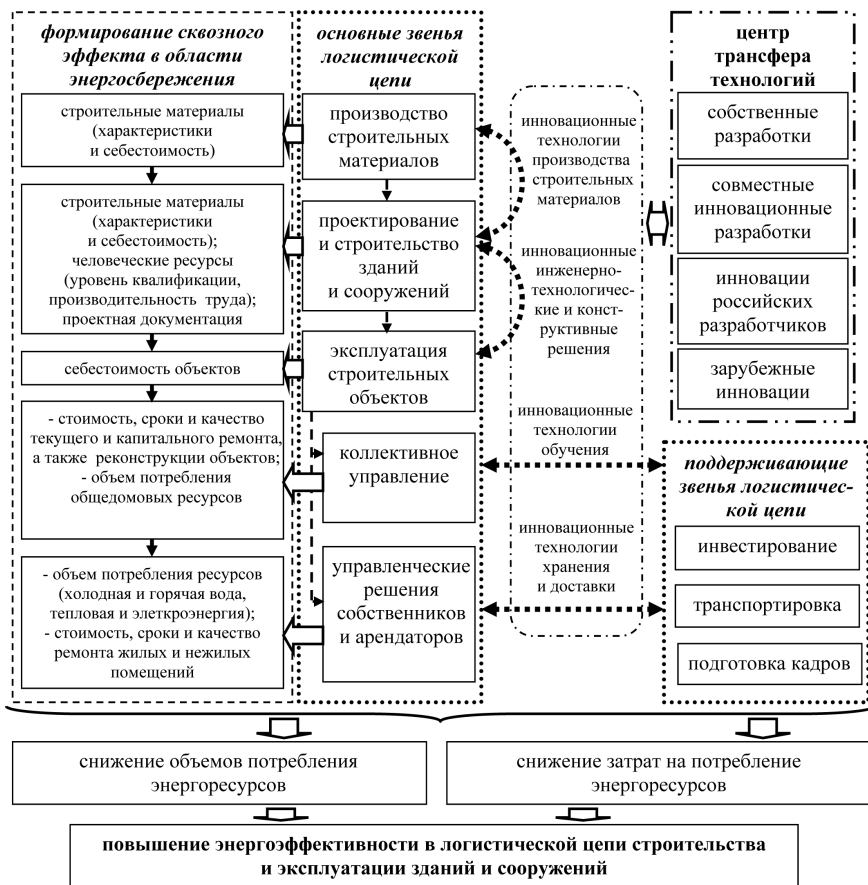 формирование сквозного
эффекта в области
энергосбережения
строительные материалы
(характеристики
и себестоимость)
строительные материалы
(характеристики
и себестоимость);
человеческие ресурсы
(уровень квалификации,
производительность труда);
проектная документация
себестоимость объектов
- стоимость, сроки и качество
текущего и капитального ремонта,
а также реконструкции объектов;
- объем потребления
общедомовых ресурсов
- объем потребления ресурсов
(холодная и горячая вода,
тепловая и элеткроэнергия);
- стоимость, сроки и качество
ремонта жилых и нежилых
помещений
основные звенья
логистической
цепи
производство
строительных
материалов
проектирование
и строительство
зданий
и сооружений
эксплуатация
строительных
объектов
коллективное
управление
управленческие
решения
собственников
и арендаторов
инновационные
технологии
производства
строительных
материалов
инновационные
инженерно-
технологичес-
кие и конст-
руктивные
решения
инновационные
технологии
обучения
инновационные
технологии
хранения
и доставки
центр
трансфера
технологий
собственные
разработки
совместные
инновационные
разработки
инновации
российских
разработчиков
зарубежные
инновации
поддерживающие
звенья логистичес-
кой цепи
инвестирование
транспортировка
подготовка кадров
снижение объемов потребления
энергоресурсов
снижение затрат на потребление
энергоресурсов
повышение энергоэффективности в логистической цепи строительства
и эксплуатации зданий и сооружений